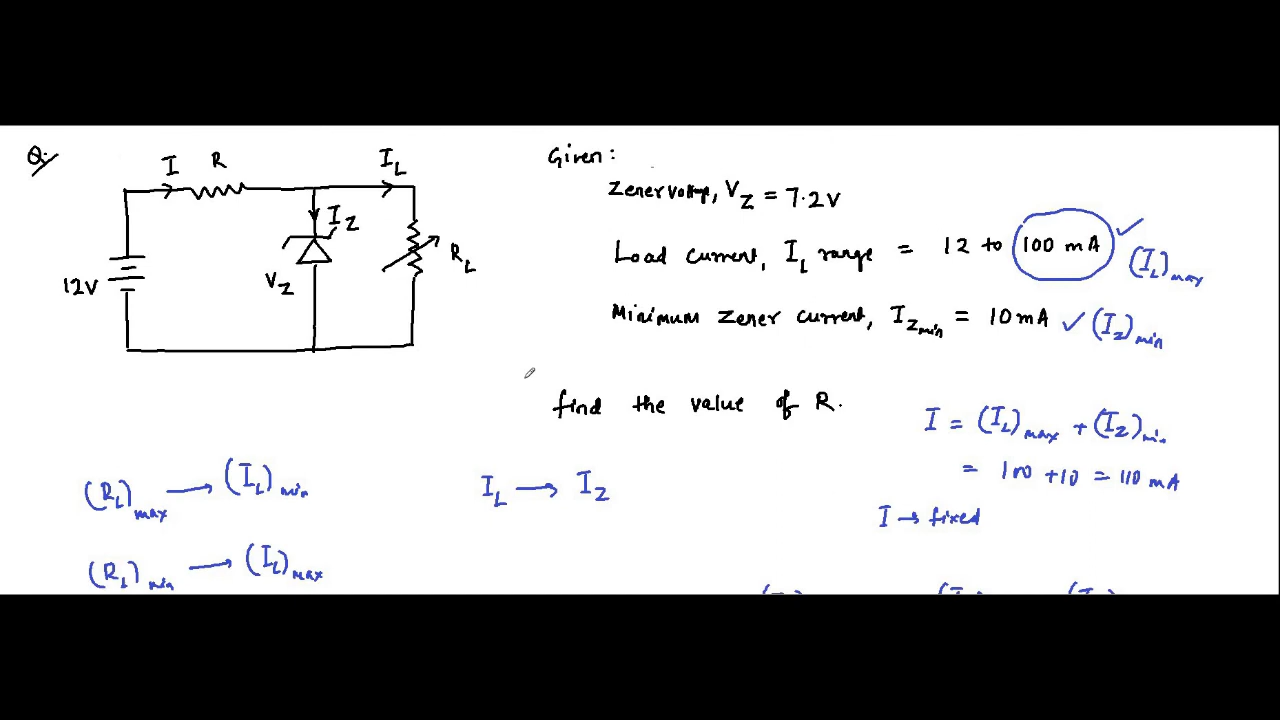 Q:
I R I_L
I_Z
12V V_Z R_L
Given:
Zener voltage, V_Z = 7.2V
Load current, I_L range = 12 to 100 mA ✓ (I_L)max
Minimum Zener current, I_Zmin = 10mA ✓ (I_Z)min
find the value of R.
I = (I_L)max + (I_Z)min
= 100 + 10 = 110 mA
I → fixed
(R_L)max → (I_L)min
I_L → I_Z
(R_L)min → (I_L)max